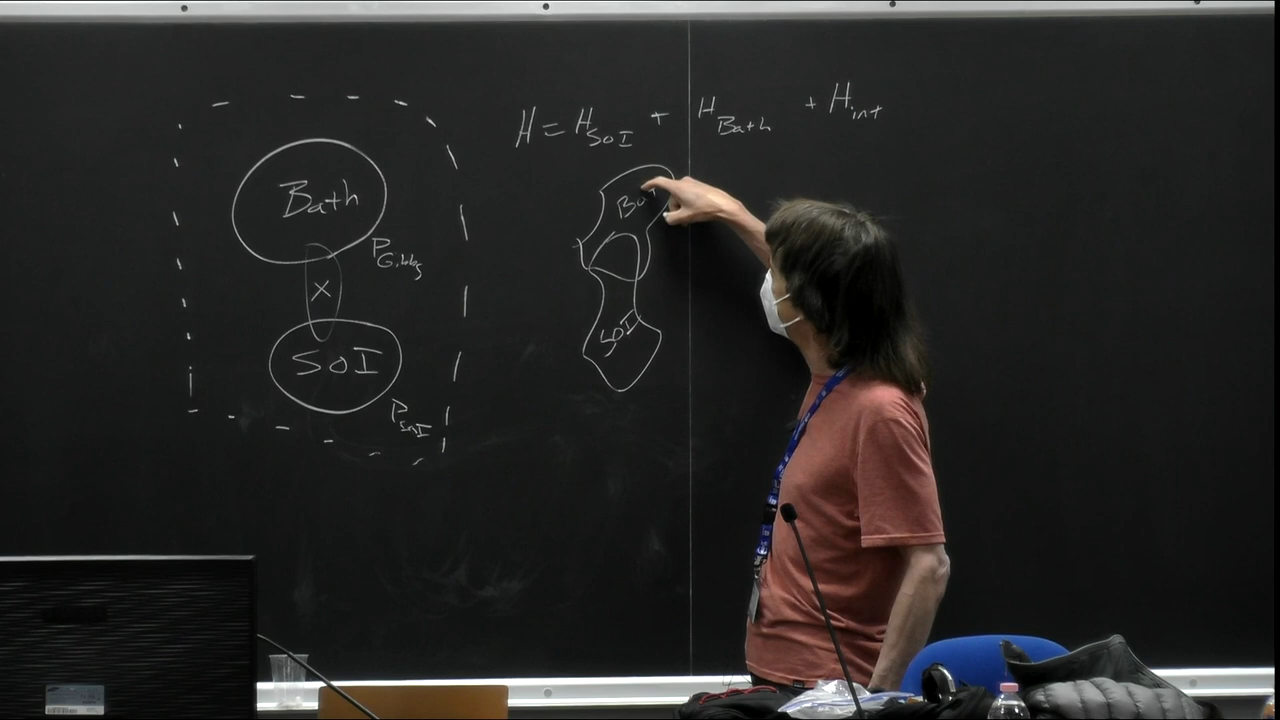 H = H_SoI + H_Bath + H_int
Bath
P_Gibbs
X
SoI
P_SoI
SOI